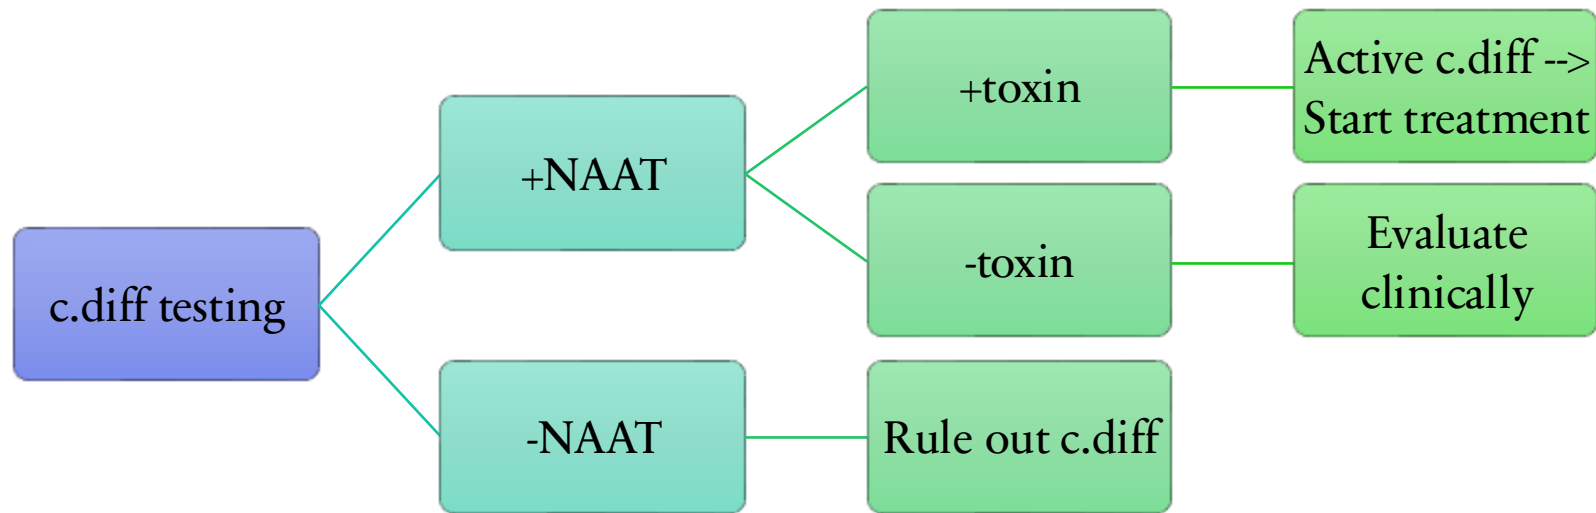 c.diff testing
+NAAT
+toxin
Active c.diff -->
Start treatment
-toxin
Evaluate
clinically
-NAAT
Rule out c.diff